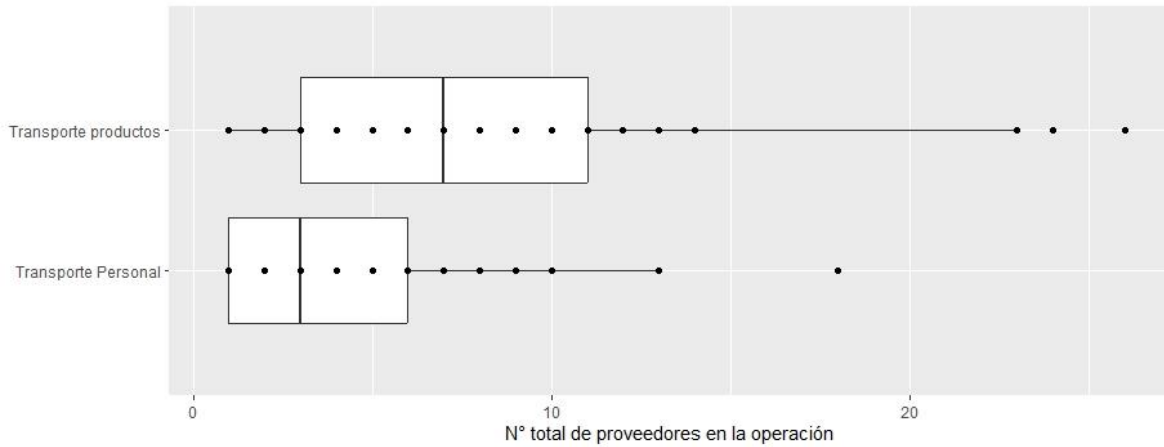 Transporte productos
Transporte Personal
0
10
20
N° total de proveedores en la operación